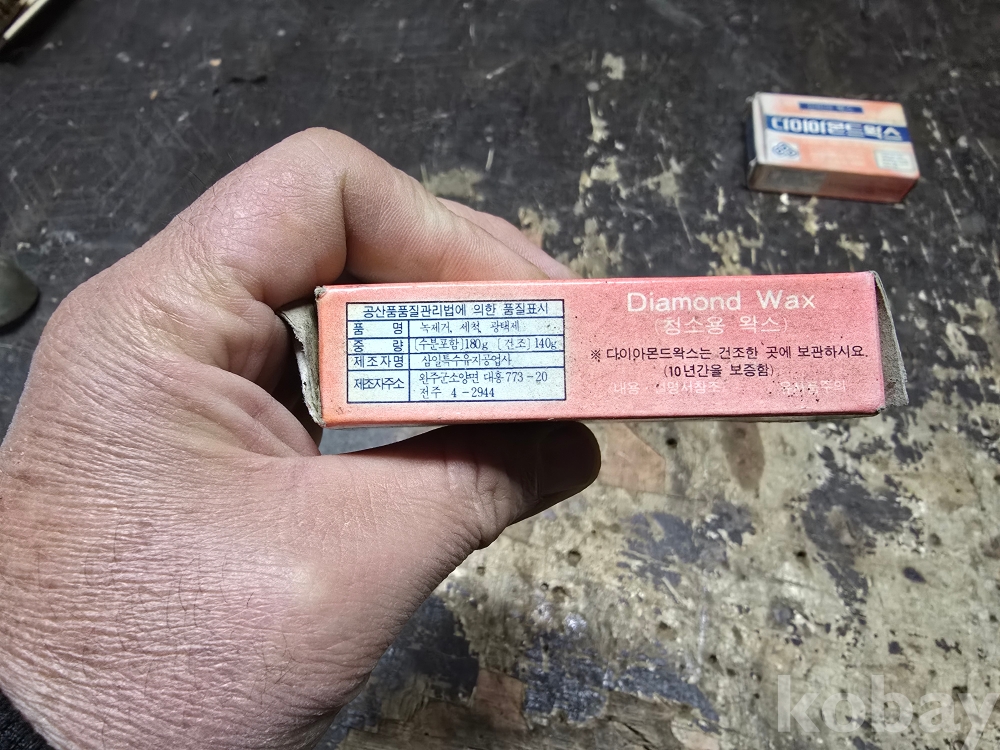 다이아몬드왁스
공산품품질관리법에 의한 품질표시
품 명 녹제거, 세척, 광택제
중 량 [수분포함]180g [건조]140g
제조자명 삼일특수유지공업사
제조자주소 완주군소양면 대흥773-20
전주 4-2944
Diamond Wax
(청소용 왁스)
※ 다이아몬드왁스는 건조한 곳에 보관하시요.
(10년간을 보증함)
kobay